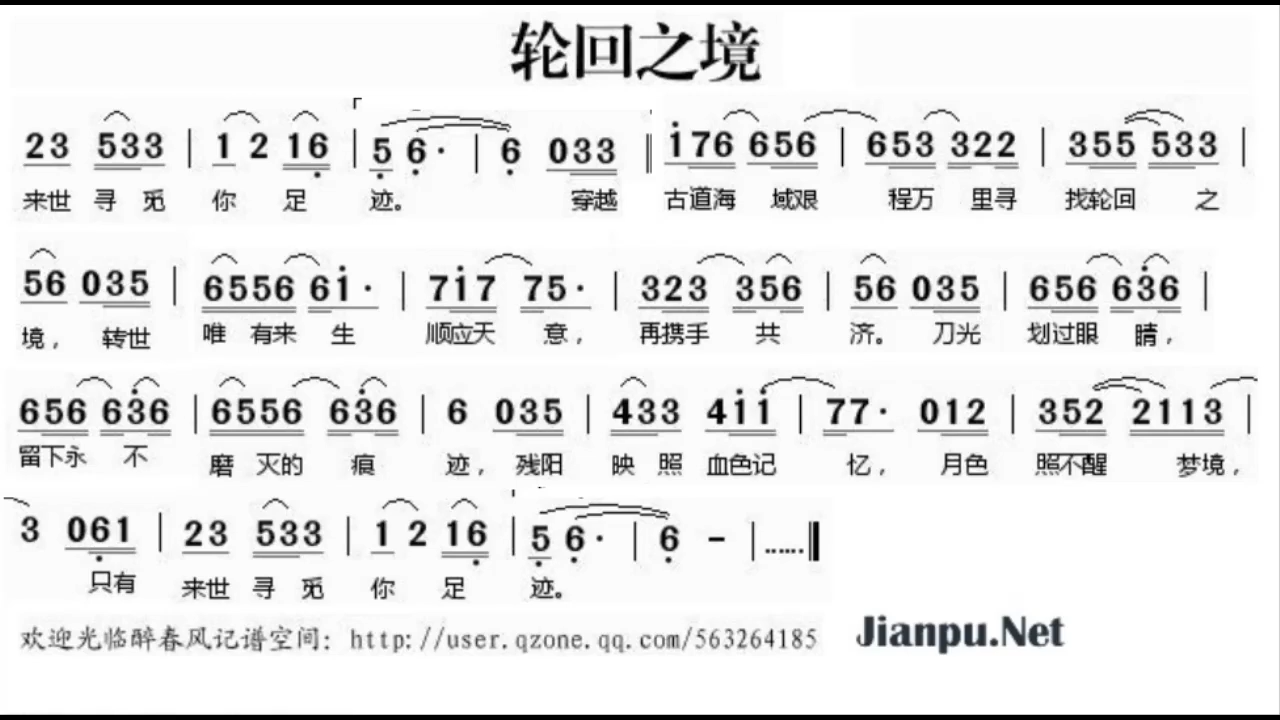 轮回之境
23 533 | 1 2 16 | 5 6· | 6 033 ‖ i76 656 | 653 322 | 355 533 |
来世 寻 觅 你 足 迹。 穿越 古道海 域艰 程万 里寻 找轮回 之
56 035 | 6556 6i· | 7i7 75· | 323 356 | 56 035 | 656 636 |
境, 转世 唯 有来 生 顺应天 意, 再携手 共 济。 刀光 划过眼 睛,
656 636 | 6556 636 | 6 035 | 433 4ii | 77· 012 | 352 2113 |
留下永 不 磨 灭的 痕 迹, 残阳 映 照 血色记 忆, 月色 照不醒 梦境,
3 061 | 23 533 | 1 2 16 | 5 6· | 6 - |……‖
只有 来世 寻 觅 你 足 迹。
欢迎光临醉春风记谱空间：http://user.qzone.qq.com/563264185 Jianpu.Net